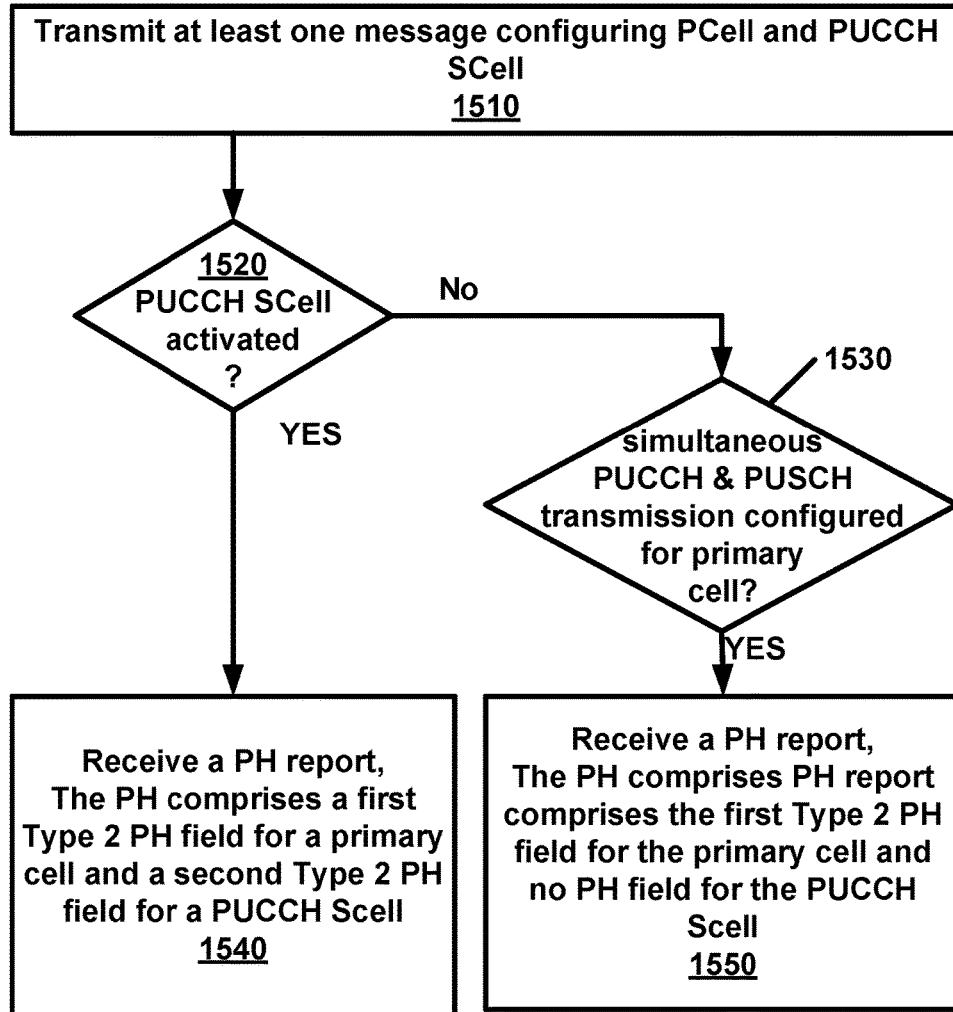 Transmit at least one message configuring PCell and PUCCH
SCell
1510
1520
PUCCH SCell
activated
?
No
YES
1530
simultaneous
PUCCH & PUSCH
transmission configured
for primary
cell?
YES
Receive a PH report,
The PH comprises a first
Type 2 PH field for a primary
cell and a second Type 2 PH
field for a PUCCH Scell
1540
Receive a PH report,
The PH comprises PH report
comprises the first Type 2 PH
field for the primary cell and
no PH field for the PUCCH
Scell
1550